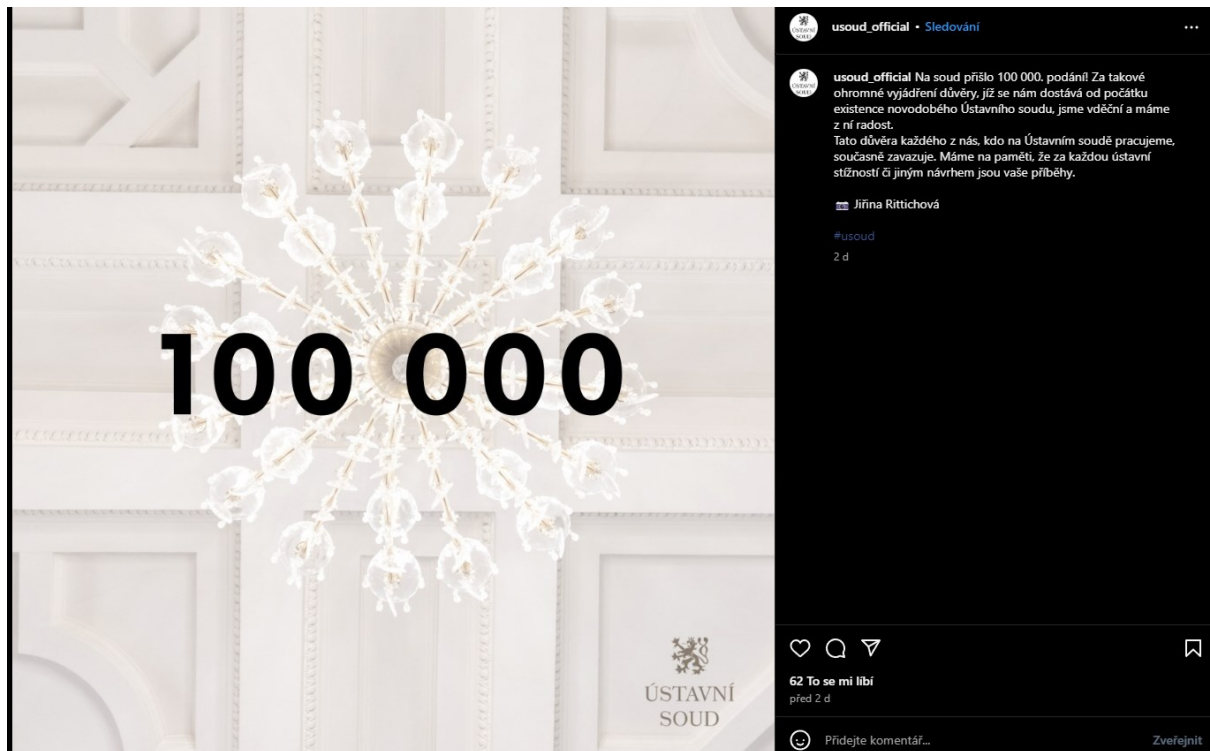 100 000
ÚSTAVNÍ
SOUD
usoud_official • Sledování
usoud_official Na soud přišlo 100 000. podání! Za takové
ohromné vyjádření důvěry, jíž se nám dostává od počátku
existence novodobého Ústavního soudu, jsme vděční a máme
z ní radost.
Tato důvěra každého z nás, kdo na Ústavním soudě pracujeme,
současně zavazuje. Máme na paměti, že za každou ústavní
stížností či jiným návrhem jsou vaše příběhy.
Jiřina Rittichová
#usoud
2 d
62 To se mi líbí
před 2 d
Přidejte komentář...
Zveřejnit